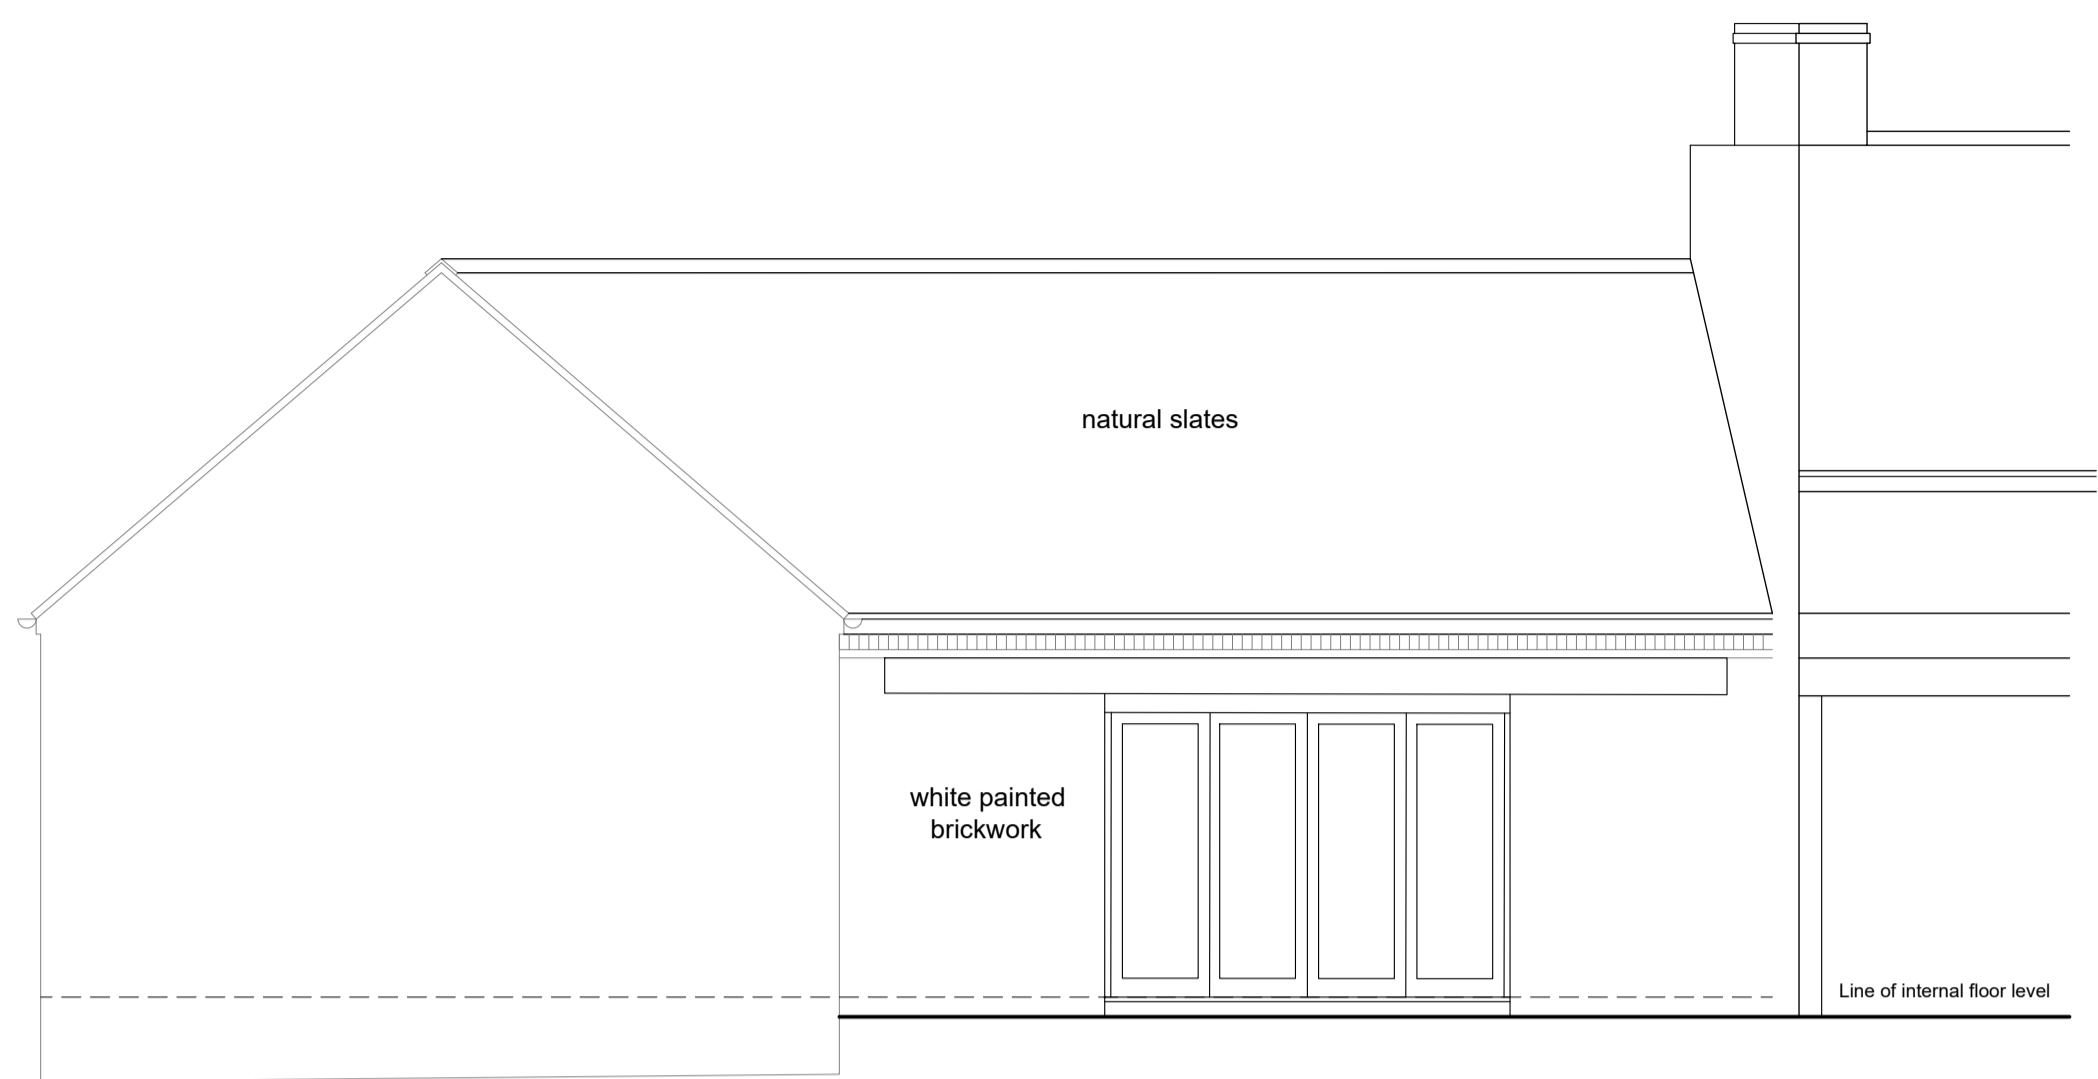 natural slates
white painted
brickwork
Line of internal floor level